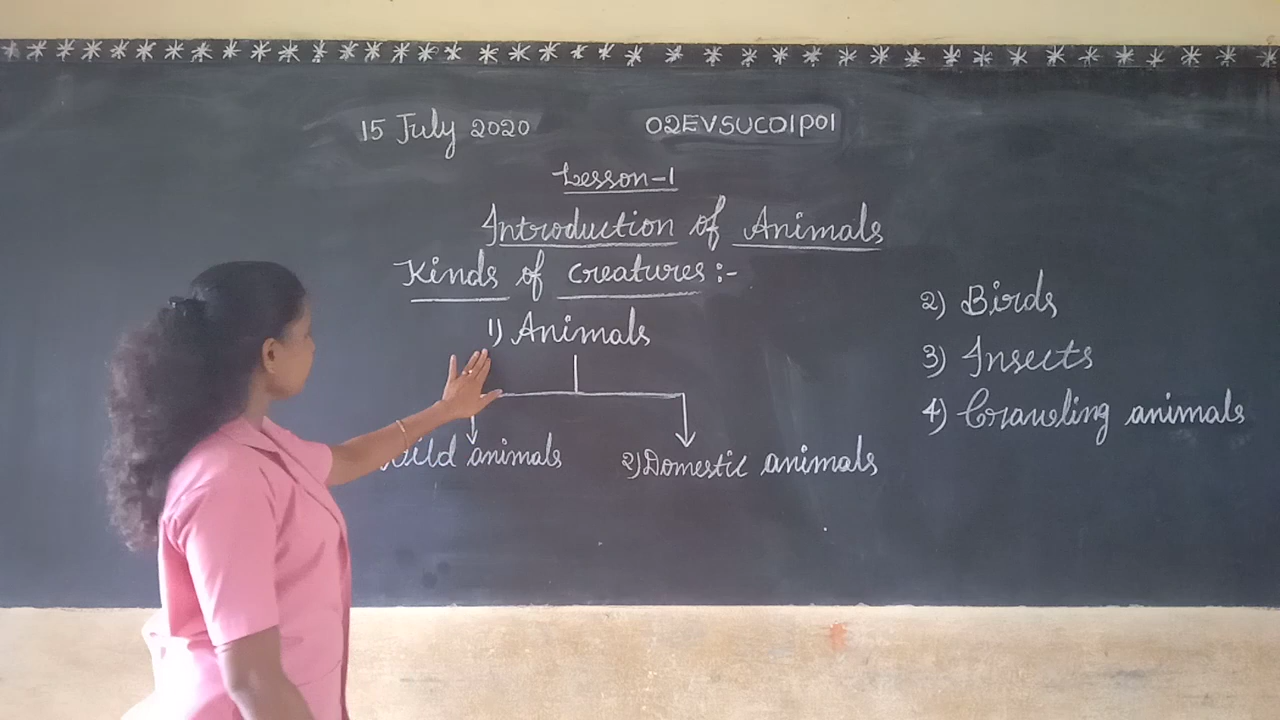 15 July 2020 02EVSUC01P01
Lesson-1
Introduction of Animals
Kinds of creatures:-
1) Animals
Wild animals 2) Domestic animals
2) Birds
3) Insects
4) Crawling animals